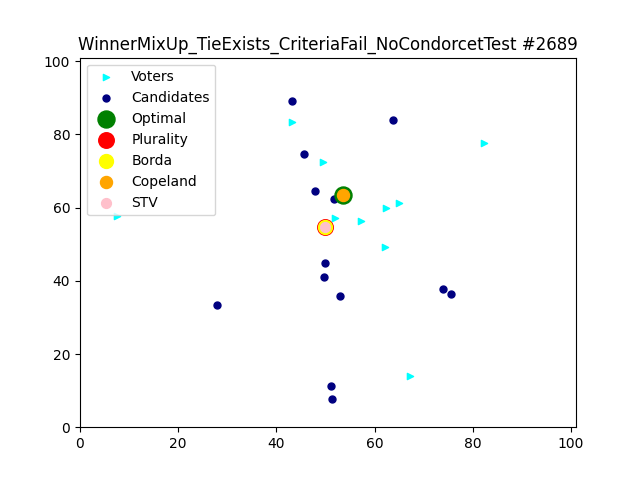 WinnerMixUp_TieExists_CriteriaFail_NoCondorcetTest #2689
Voters
Candidates
Optimal
Plurality
Borda
Copeland
STV
100
80
60
40
20
0
0 20 40 60 80 100